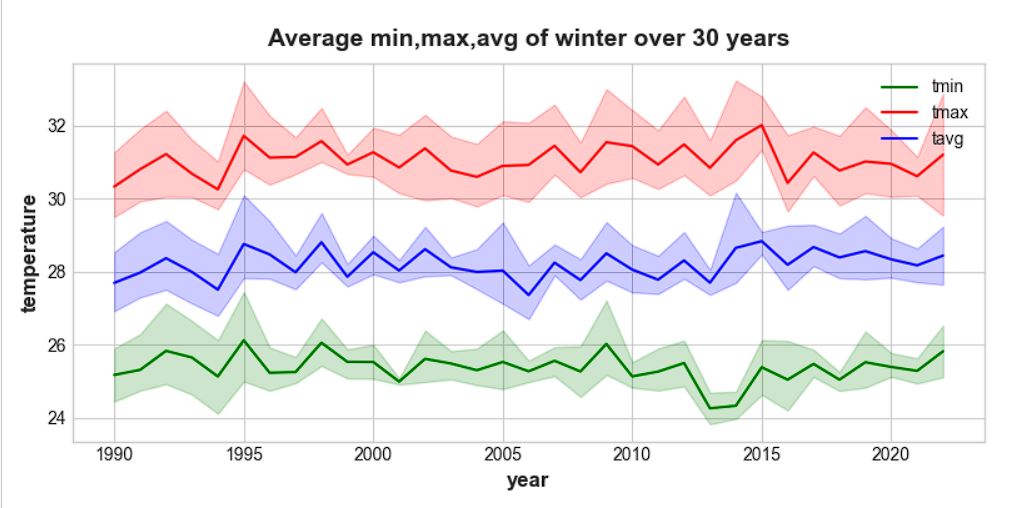 Average min,max,avg of winter over 30 years
tmin
tmax
tavg
32
30
28
26
24
temperature
1990 1995 2000 2005 2010 2015 2020
year